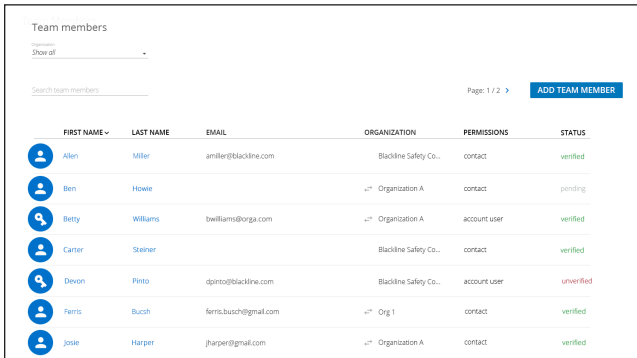 Team members
Organization
Show all
Search team members
Page: 1 / 2 >
ADD TEAM MEMBER
FIRST NAME LAST NAME EMAIL ORGANIZATION PERMISSIONS STATUS
Allen Miller amiller@blackline.com Blackline Safety Co... contact verified
Ben Howie Organization A contact pending
Betty Williams bwilliams@orga.com Organization A account user verified
Carter Steiner Blackline Safety Co... contact verified
Devon Pinto dpinto@blackline.com Blackline Safety Co... account user unverified
Ferris Bucsh ferris.busch@gmail.com Org 1 contact verified
Josie Harper jharper@gmail.com Organization A contact verified